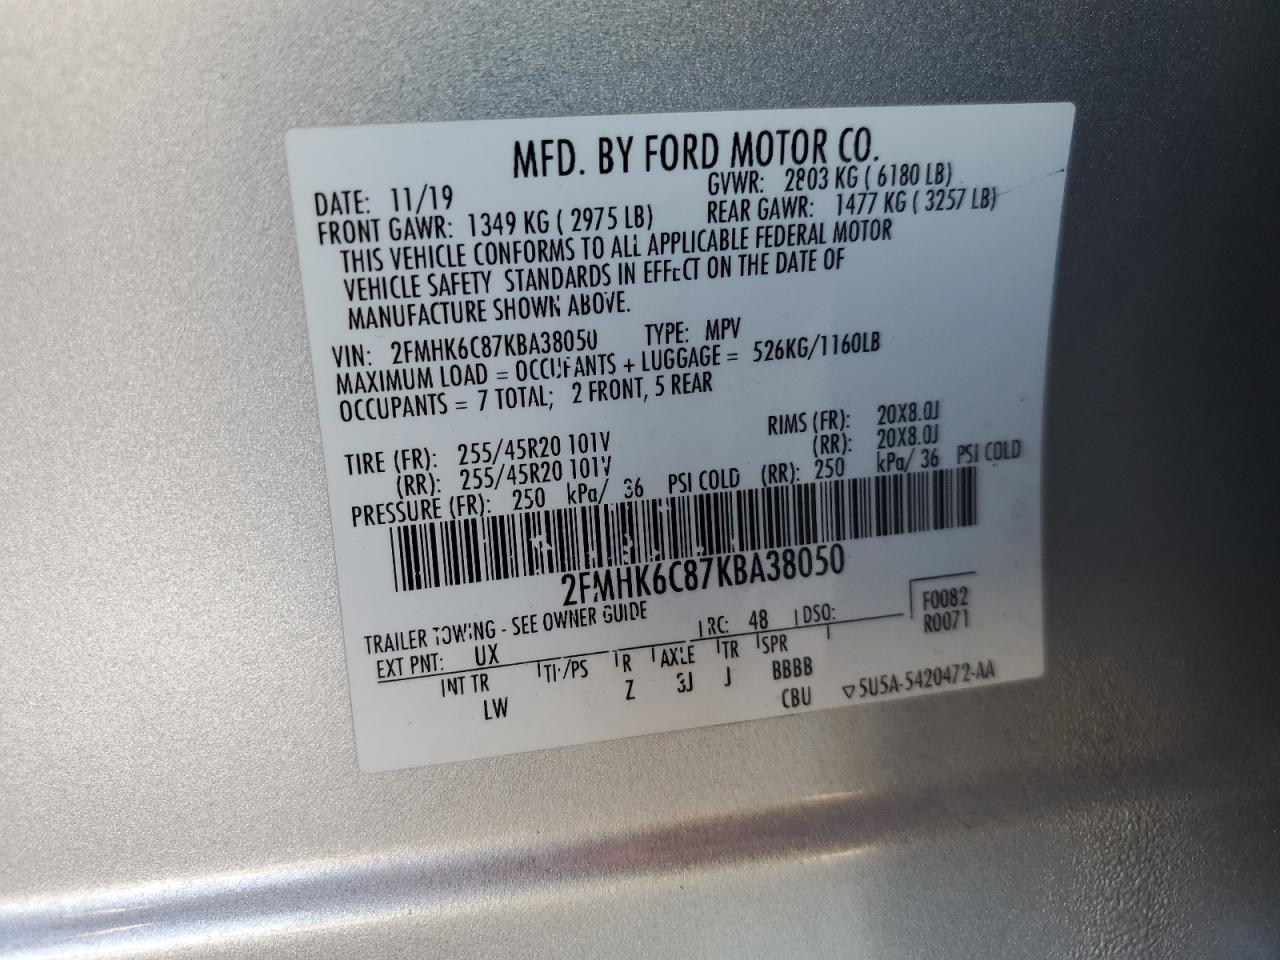 MFD. BY FORD MOTOR CO.
DATE: 11/19 GVWR: 2803 KG ( 6180 LB)
FRONT GAWR: 1349 KG ( 2975 LB) REAR GAWR: 1477 KG ( 3257 LB)
THIS VEHICLE CONFORMS TO ALL APPLICABLE FEDERAL MOTOR
VEHICLE SAFETY STANDARDS IN EFFECT ON THE DATE OF
MANUFACTURE SHOWN ABOVE.
VIN: 2FMHK6C87KBA38050 TYPE: MPV
MAXIMUM LOAD = OCCUPANTS + LUGGAGE = 526KG/1160LB
OCCUPANTS = 7 TOTAL; 2 FRONT, 5 REAR
TIRE (FR): 255/45R20 101V RIMS (FR): 20X8.0J
(RR): 255/45R20 101V (RR): 20X8.0J
PRESSURE (FR): 250 kPa/ 36 PSI COLD (RR): 250 kPa/ 36 PSI COLD
2FMHK6C87KBA38050
TRAILER TOWING - SEE OWNER GUIDE
EXT PNT: UX RC: 48 DSO: F0082
R0071
INT TR TP/PS R AXLE TR SPR
LW Z 3J J BBBB
CBU ▽5U5A-5420472-AA